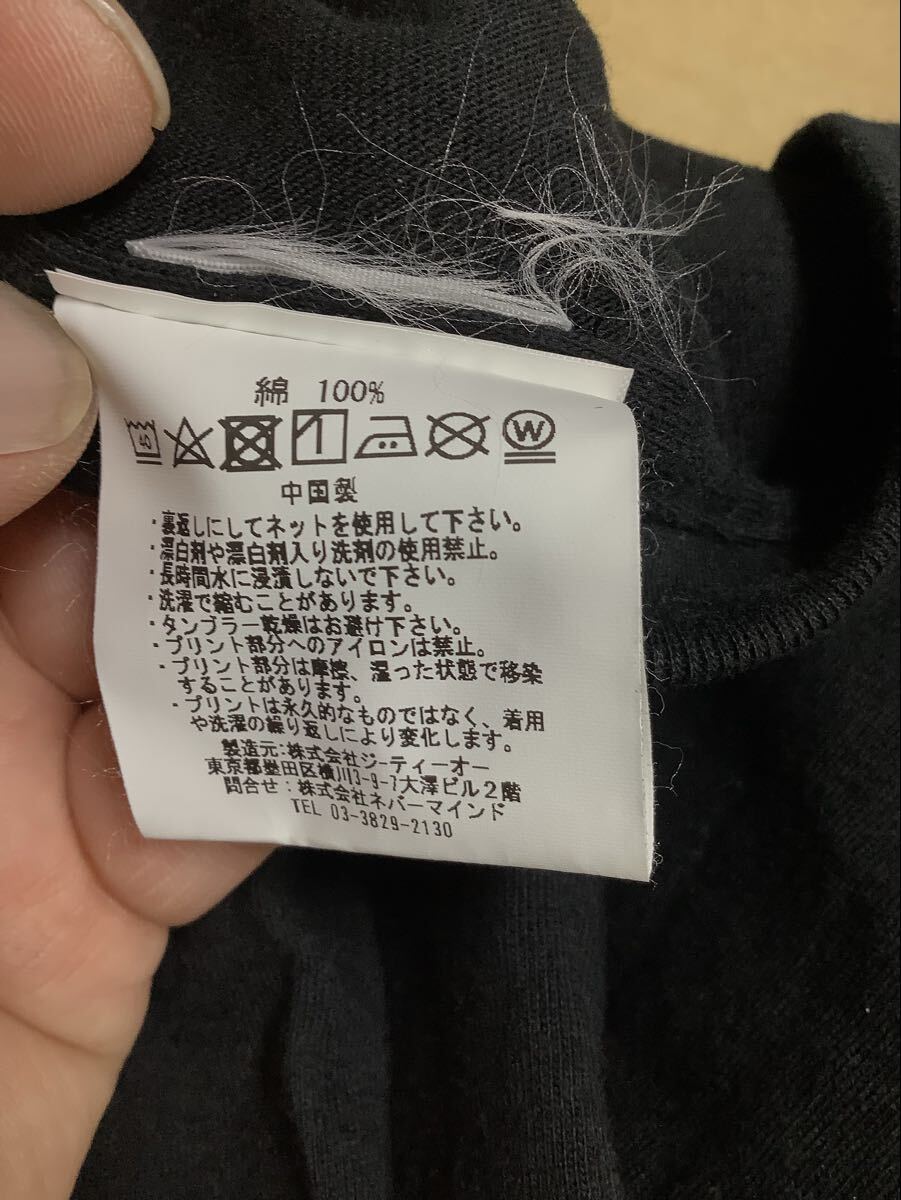 綿 100%
45
W
中国製
・裏返しにしてネットを使用して下さい。
・漂白剤や漂白剤入り洗剤の使用禁止。
・長時間水に浸漬しないで下さい。
・洗濯で縮むことがあります。
・タンブラー乾燥はお避け下さい。
・プリント部分へのアイロンは禁止。
・プリント部分は摩擦、湿った状態で移染
することがあります。
・プリントは永久的なものではなく、着用
や洗濯の繰り返しにより変化します。
製造元:株式会社ジーティーオー
東京都墨田区横川3-9-7大澤ビル2階
問合せ:株式会社ネバーマインド
TEL 03-3829-2130